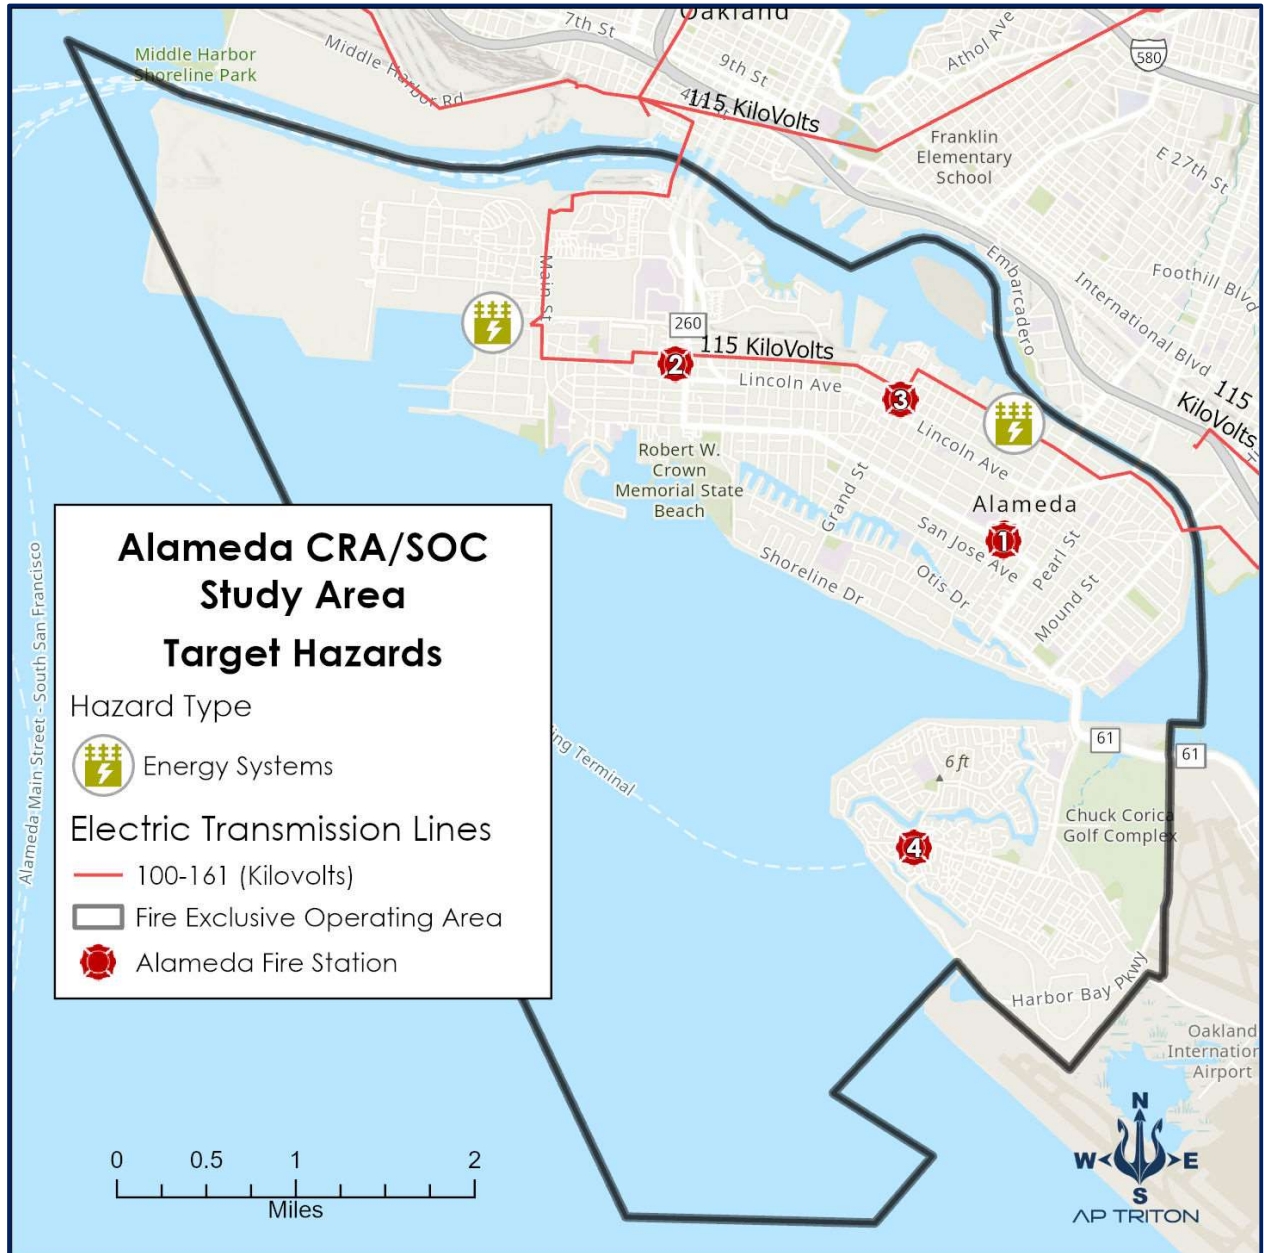 Oakland
Middle Harbor
Shoreline Park
Middle Harbor Rd
7th St
9th St
4th St
Athol Ave
580
115 KiloVolts
Franklin
Elementary
School
E 27th St
Embarcadero
International Blvd
Foothill Blvd
115
KiloVolts
Main St
260
115 KiloVolts
2
Lincoln Ave
3
Lincoln Ave
Robert W.
Crown
Memorial State
Beach
Grand St
Alameda
1
San Jose Ave
Pearl St
Otis Dr
Mound St
Shoreline Dr
61
61
6 ft
Chuck Corica
Golf Complex
4
Harbor Bay Pkwy
Oakland
Internation
Airport
Alameda Main Street - South San Francisco
Terminal
Alameda CRA/SOC
Study Area
Target Hazards
Hazard Type
Energy Systems
Electric Transmission Lines
100-161 (Kilovolts)
Fire Exclusive Operating Area
Alameda Fire Station
0 0.5 1 2
Miles
N
W E
S
AP TRITON